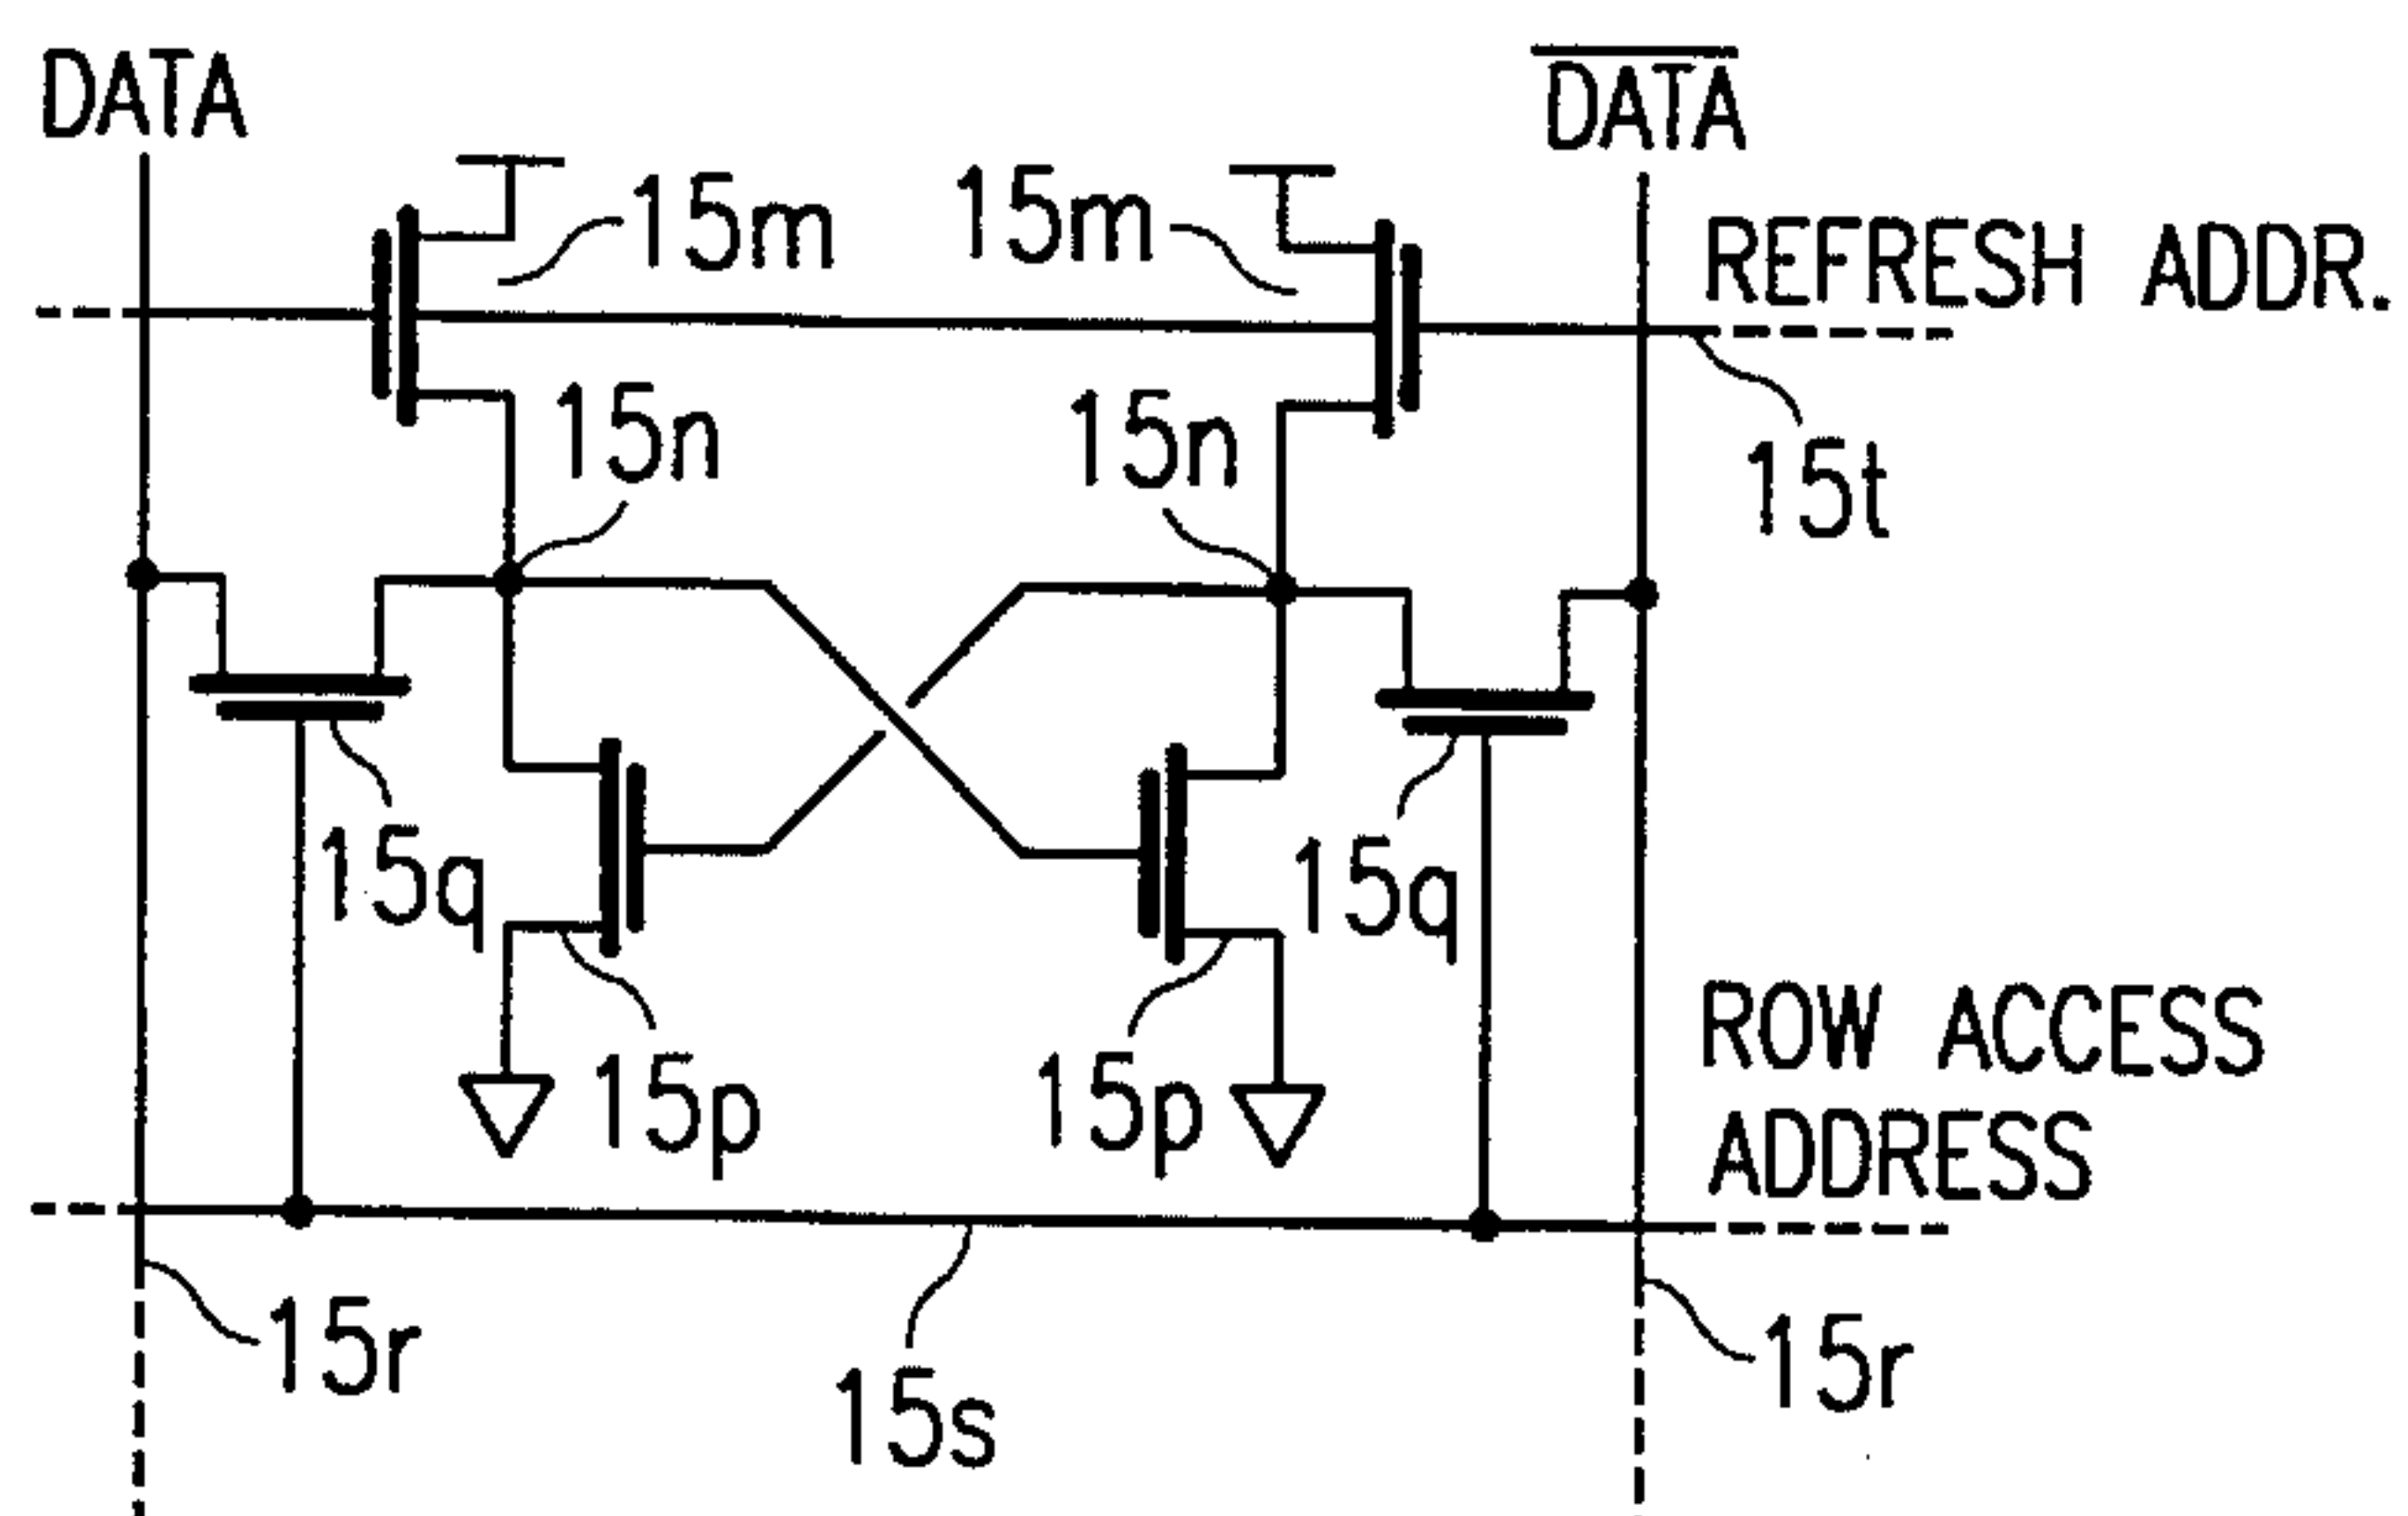 DATA
DATA
15m
15m
REFRESH ADDR.
15n
15n
15t
15q
15q
15p
15p
ROW ACCESS
ADDRESS
15r
15r
15s